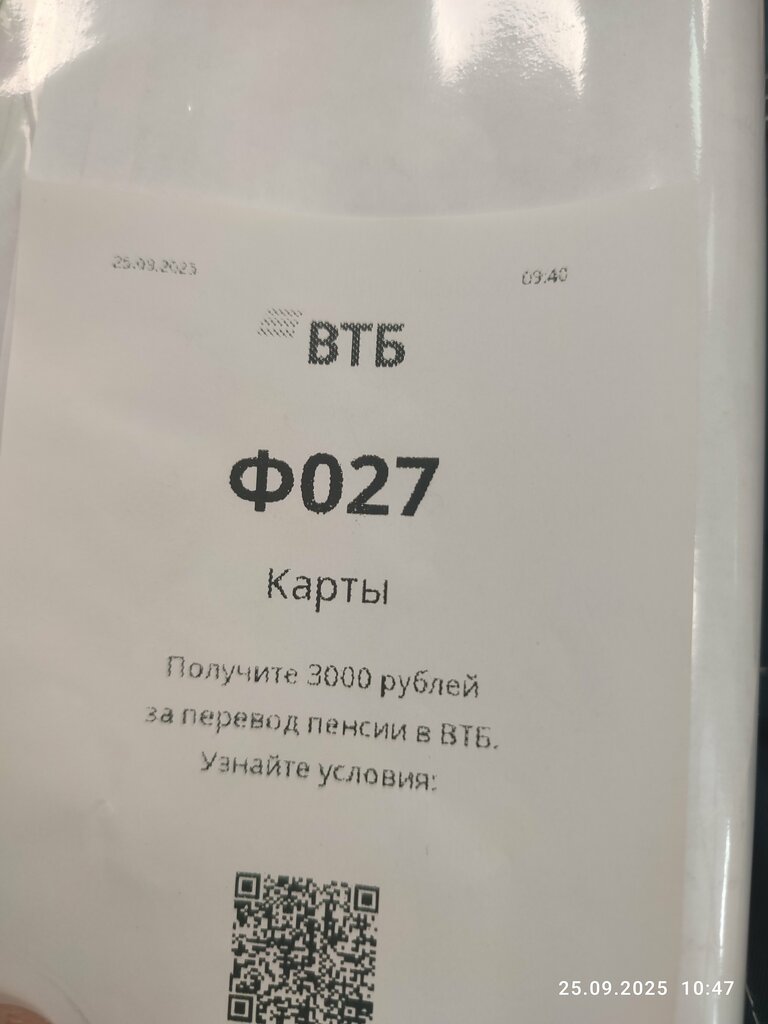 25.09.2025 09:40
ВТБ
Ф027
Карты
Получите 3000 рублей
за перевод пенсии в ВТБ.
Узнайте условия:
25.09.2025 10:47